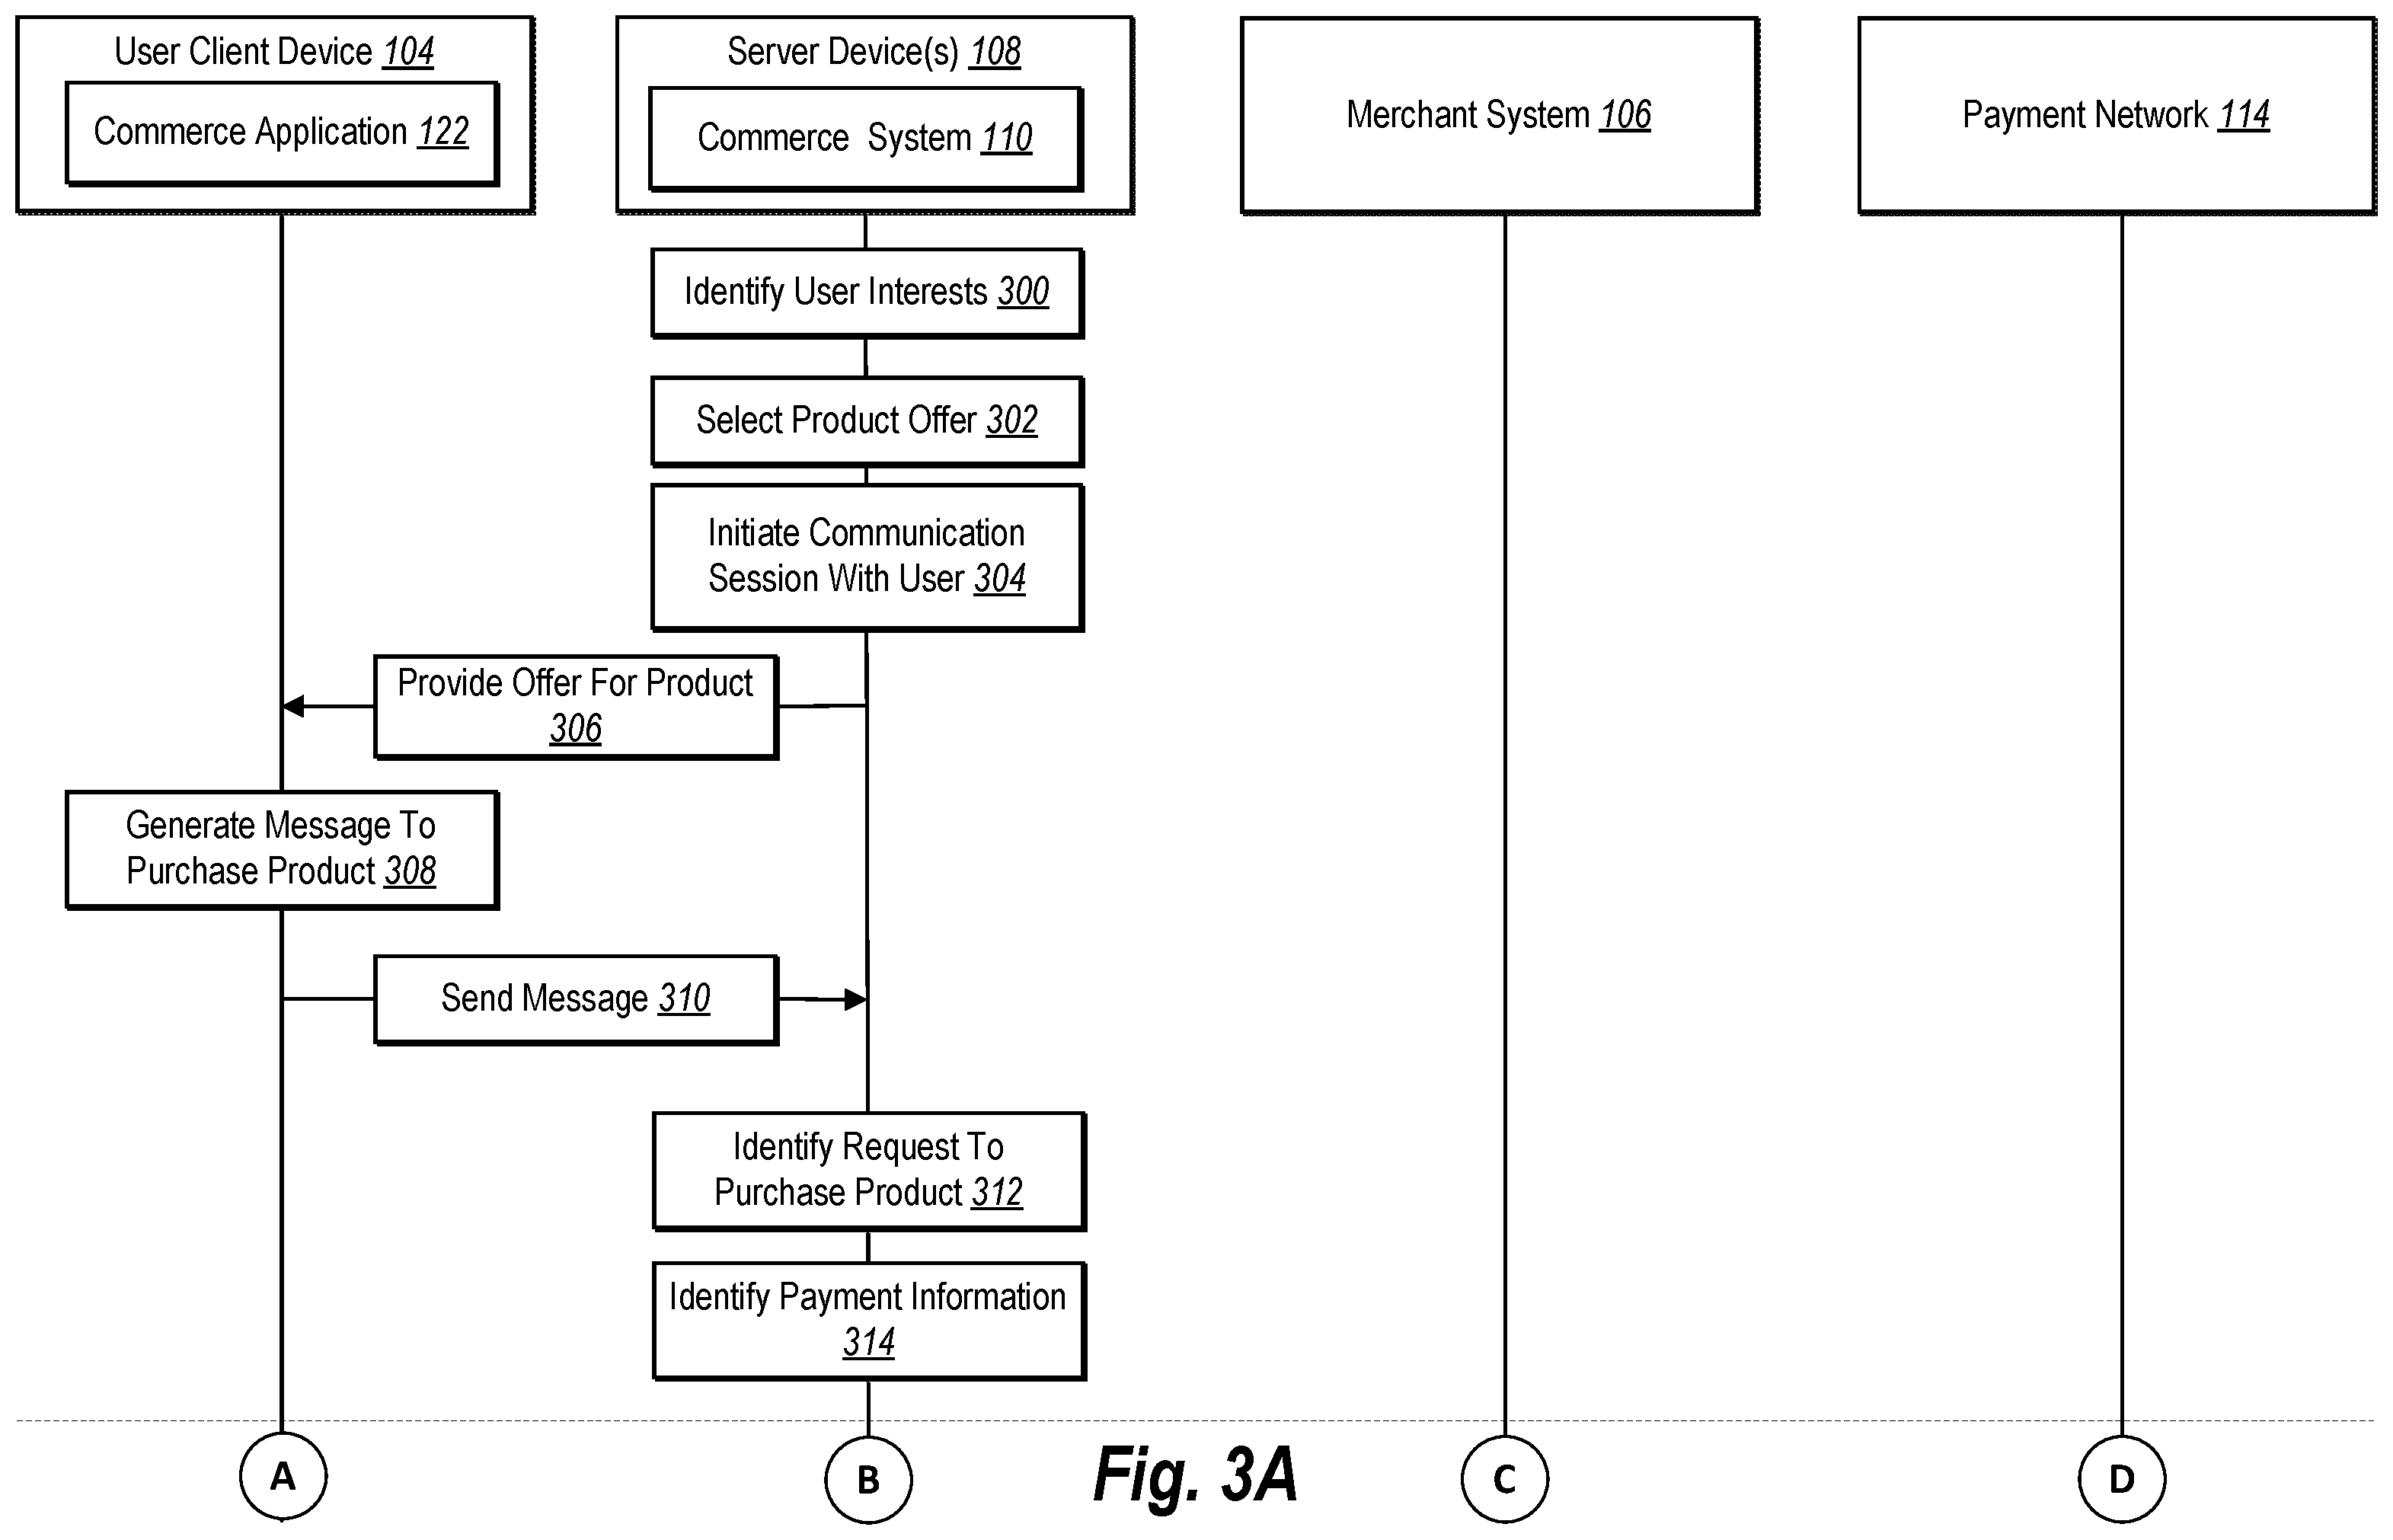 User Client Device 104
Commerce Application 122
Server Device(s) 108
Commerce System 110
Merchant System 106
Payment Network 114
Identify User Interests 300
Select Product Offer 302
Initiate Communication
Session With User 304
Provide Offer For Product
306
Generate Message To
Purchase Product 308
Send Message 310
Identify Request To
Purchase Product 312
Identify Payment Information
314
A
B
Fig. 3A
C
D